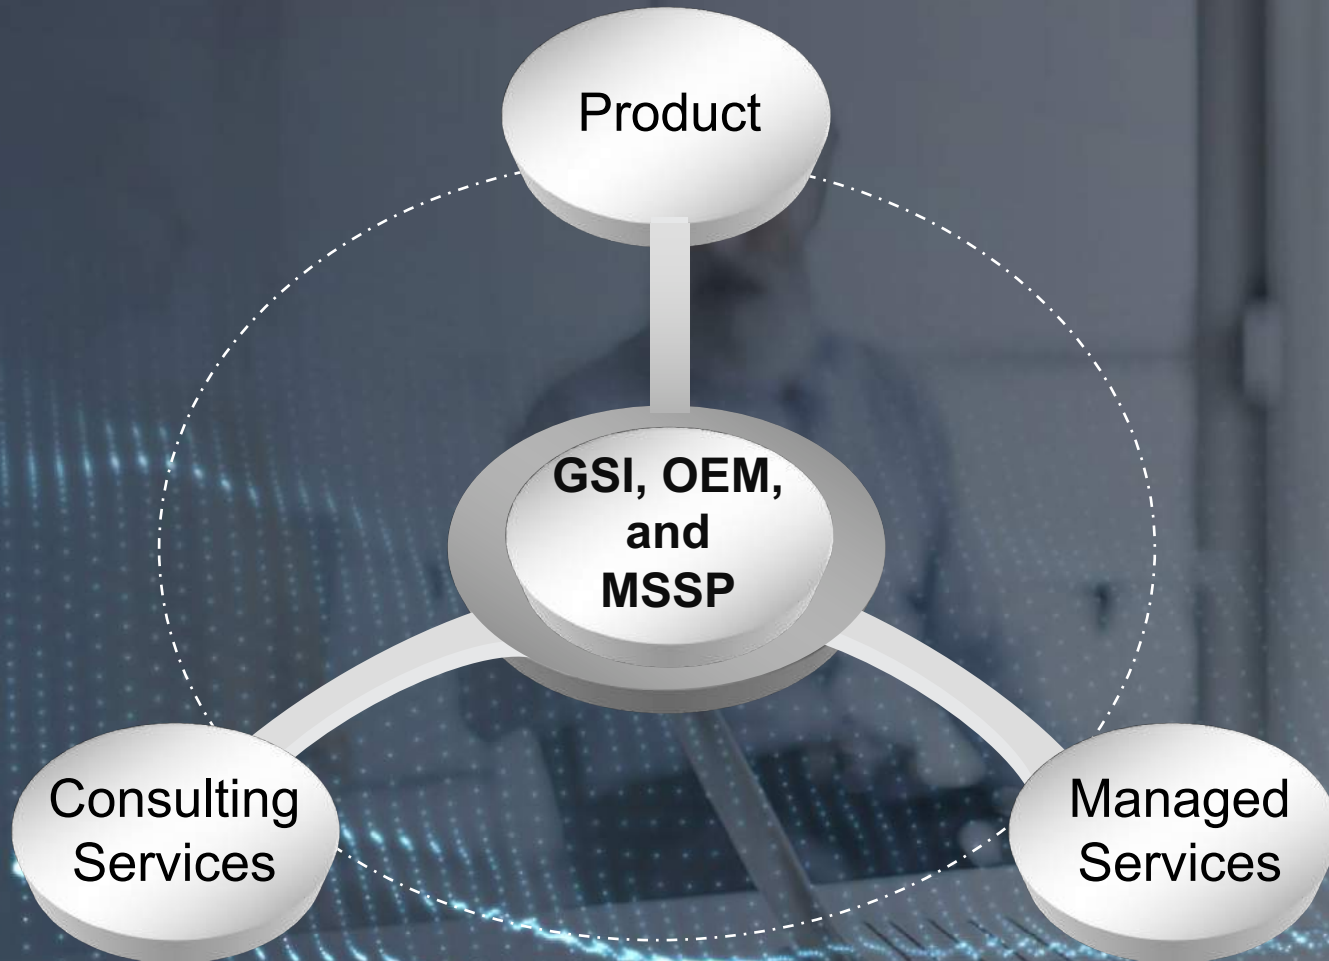 Product
GSI, OEM,
and
MSSP
Consulting
Services
Managed
Services